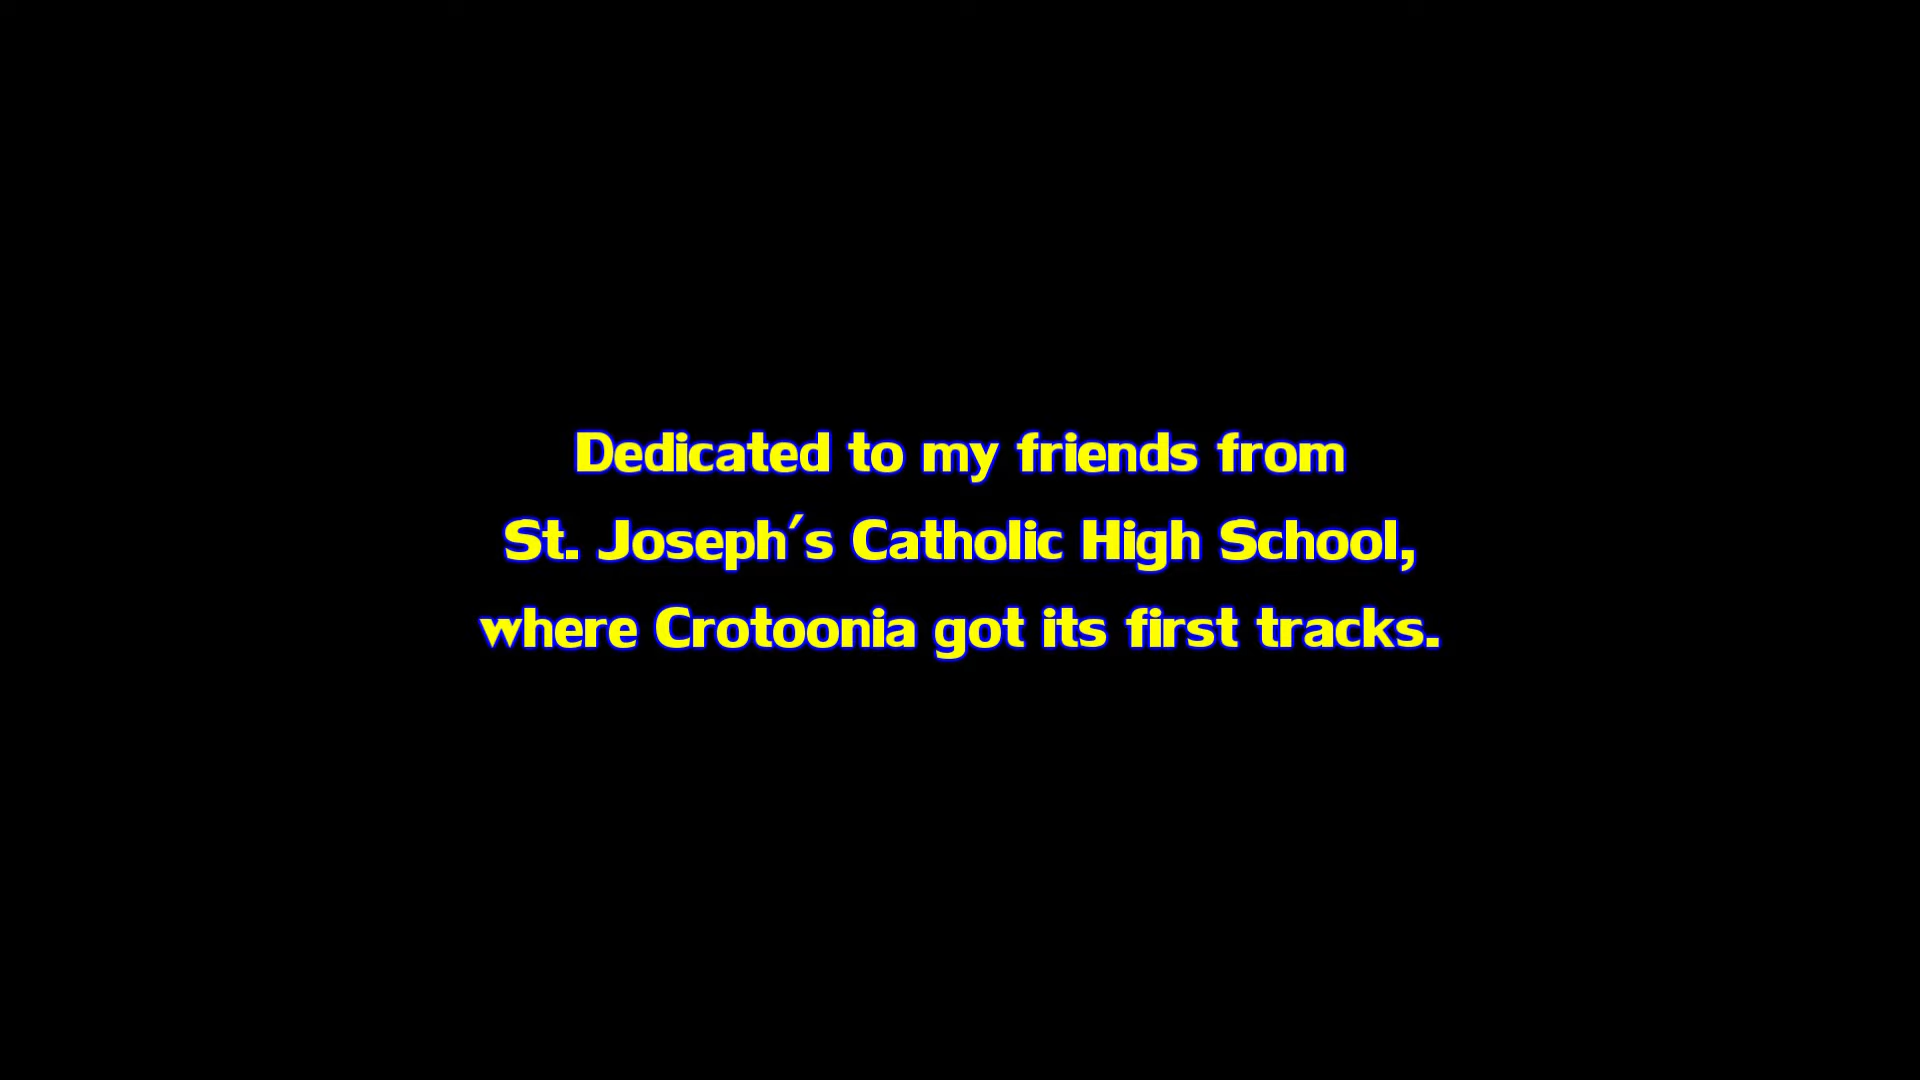 Dedicated to my friends from
St. Joseph's Catholic High School,
where Crotoonia got its first tracks.